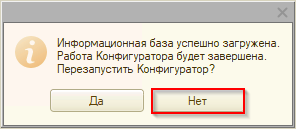 Информационная база успешно загружена.
Работа Конфигуратора будет завершена.
Перезапустить Конфигуратор?
Да
Нет